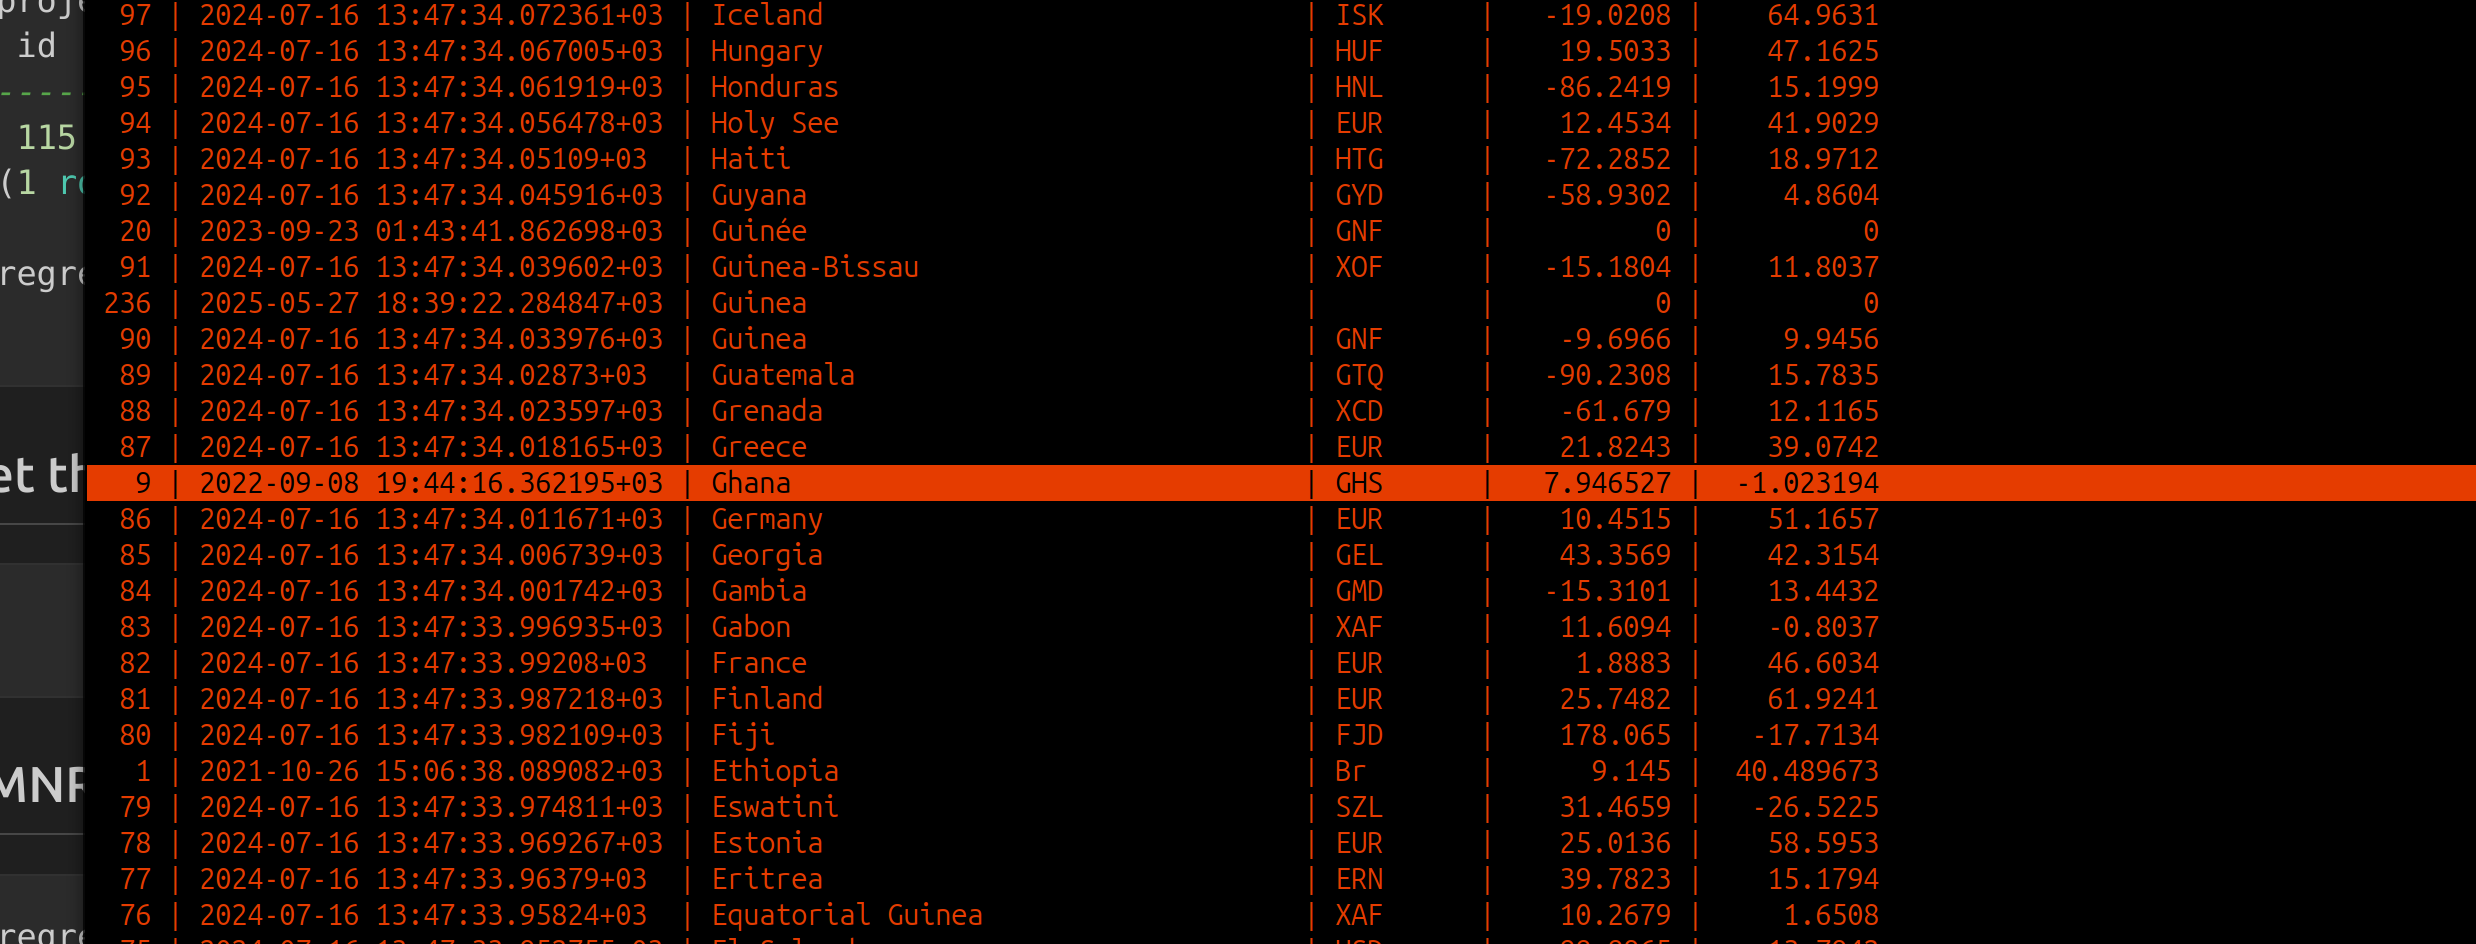 proje
id
-----
115
(1 ro
regre
et th
MNR
regre
97 | 2024-07-16 13:47:34.072361+03 | Iceland | ISK | -19.0208 | 64.9631
96 | 2024-07-16 13:47:34.067005+03 | Hungary | HUF | 19.5033 | 47.1625
95 | 2024-07-16 13:47:34.061919+03 | Honduras | HNL | -86.2419 | 15.1999
94 | 2024-07-16 13:47:34.056478+03 | Holy See | EUR | 12.4534 | 41.9029
93 | 2024-07-16 13:47:34.05109+03 | Haiti | HTG | -72.2852 | 18.9712
92 | 2024-07-16 13:47:34.045916+03 | Guyana | GYD | -58.9302 | 4.8604
20 | 2023-09-23 01:43:41.862698+03 | Guinée | GNF | 0 | 0
91 | 2024-07-16 13:47:34.039602+03 | Guinea-Bissau | XOF | -15.1804 | 11.8037
236 | 2025-05-27 18:39:22.284847+03 | Guinea | | 0 | 0
90 | 2024-07-16 13:47:34.033976+03 | Guinea | GNF | -9.6966 | 9.9456
89 | 2024-07-16 13:47:34.02873+03 | Guatemala | GTQ | -90.2308 | 15.7835
88 | 2024-07-16 13:47:34.023597+03 | Grenada | XCD | -61.679 | 12.1165
87 | 2024-07-16 13:47:34.018165+03 | Greece | EUR | 21.8243 | 39.0742
9 | 2022-09-08 19:44:16.362195+03 | Ghana | GHS | 7.946527 | -1.023194
86 | 2024-07-16 13:47:34.011671+03 | Germany | EUR | 10.4515 | 51.1657
85 | 2024-07-16 13:47:34.006739+03 | Georgia | GEL | 43.3569 | 42.3154
84 | 2024-07-16 13:47:34.001742+03 | Gambia | GMD | -15.3101 | 13.4432
83 | 2024-07-16 13:47:33.996935+03 | Gabon | XAF | 11.6094 | -0.8037
82 | 2024-07-16 13:47:33.99208+03 | France | EUR | 1.8883 | 46.6034
81 | 2024-07-16 13:47:33.987218+03 | Finland | EUR | 25.7482 | 61.9241
80 | 2024-07-16 13:47:33.982109+03 | Fiji | FJD | 178.065 | -17.7134
1 | 2021-10-26 15:06:38.089082+03 | Ethiopia | Br | 9.145 | 40.489673
79 | 2024-07-16 13:47:33.974811+03 | Eswatini | SZL | 31.4659 | -26.5225
78 | 2024-07-16 13:47:33.969267+03 | Estonia | EUR | 25.0136 | 58.5953
77 | 2024-07-16 13:47:33.96379+03 | Eritrea | ERN | 39.7823 | 15.1794
76 | 2024-07-16 13:47:33.95824+03 | Equatorial Guinea | XAF | 10.2679 | 1.6508